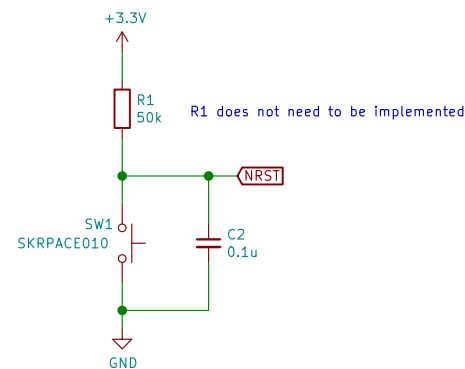 +3.3V
R1
50k
R1 does not need to be implemented
NRST
SW1
SKRPACE010
C2
0.1u
GND